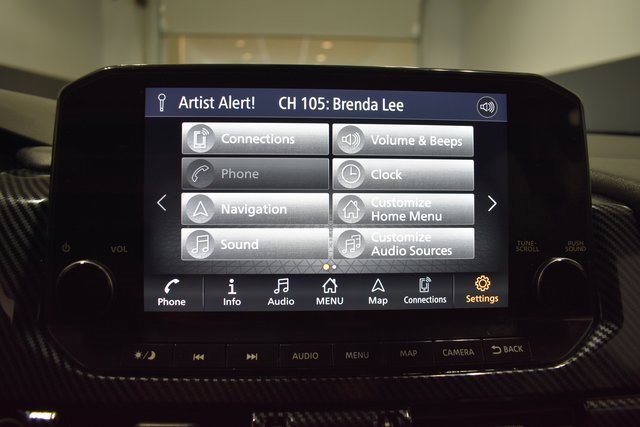 Artist Alert! CH 105: Brenda Lee
Connections
Volume & Beeps
Phone
Clock
Navigation
Customize
Home Menu
Sound
Customize
Audio Sources
VOL
TUNE-
SCROLL
PUSH
SOUND
Phone Info Audio MENU Map Connections Settings
AUDIO MENU MAP CAMERA BACK